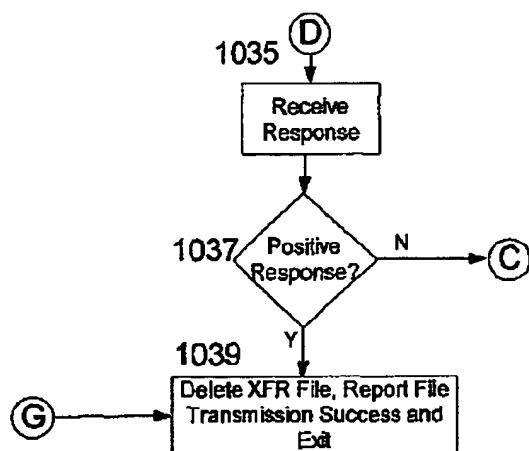 D
1035
Receive
Response
1037
Positive
Response?
N
C
Y
1039
Delete XFR File, Report File
Transmission Success and
Exit
G